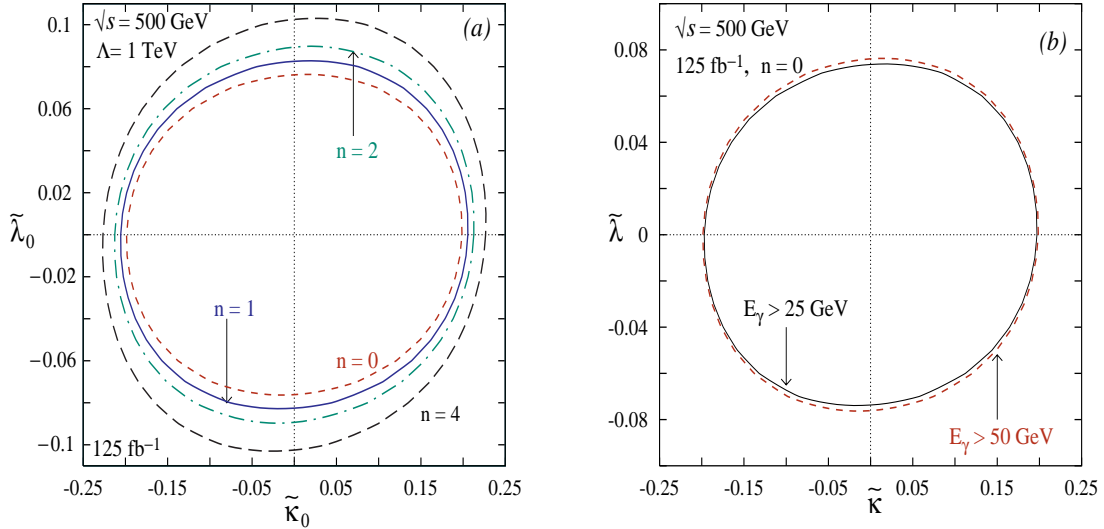 √s = 500 GeV
(a)
Λ= 1 TeV
0.1
0.06
0.02
−0.02
−0.06
−0.1
λ̃₀
n = 2
n = 1
n = 0
n = 4
125 fb⁻¹
-0.25
-0.15
-0.05
0.05
0.15
0.25
κ̃₀
√s = 500 GeV
(b)
125 fb⁻¹, n = 0
0.08
0.04
0
-0.04
-0.08
λ̃
Eγ > 25 GeV
Eγ > 50 GeV
-0.25
-0.15
-0.05
0.05
0.15
0.25
κ̃